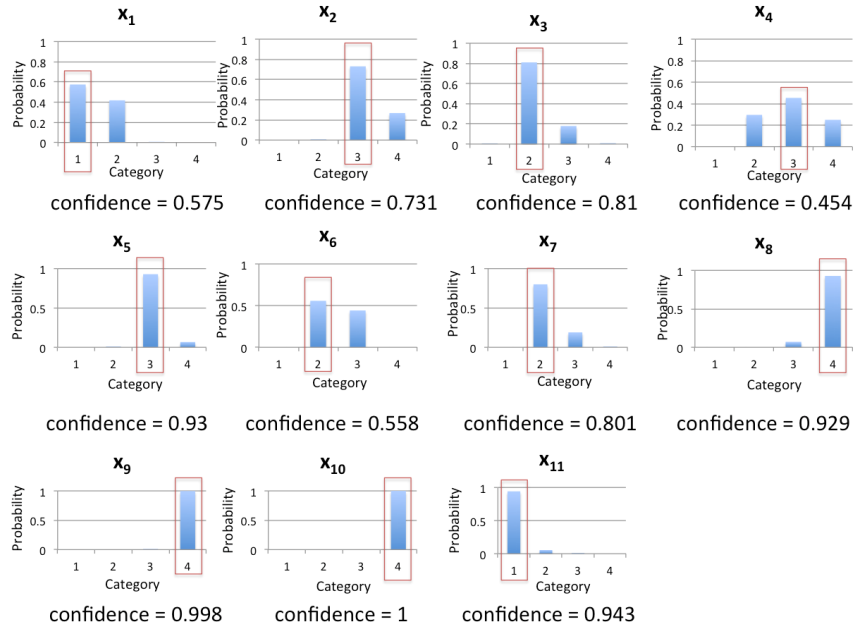 x1
Probability
1
0.8
0.6
0.4
0.2
0
1 2 3 4
Category
confidence = 0.575
x2
Probability
1
0.8
0.6
0.4
0.2
0
1 2 3 4
Category
confidence = 0.731
x3
Probability
1
0.8
0.6
0.4
0.2
0
1 2 3 4
Category
confidence = 0.81
x4
Probability
1
0.8
0.6
0.4
0.2
0
1 2 3 4
Category
confidence = 0.454
x5
Probability
1
0.5
0
1 2 3 4
Category
confidence = 0.93
x6
Probability
1
0.5
0
1 2 3 4
Category
confidence = 0.558
x7
Probability
1
0.5
0
1 2 3 4
Category
confidence = 0.801
x8
Probability
1
0.5
0
1 2 3 4
Category
confidence = 0.929
x9
Probability
1
0.5
0
1 2 3 4
confidence = 0.998
x10
Probability
1
0.5
0
1 2 3 4
confidence = 1
x11
Probability
1
0.5
0
1 2 3 4
Category
confidence = 0.943